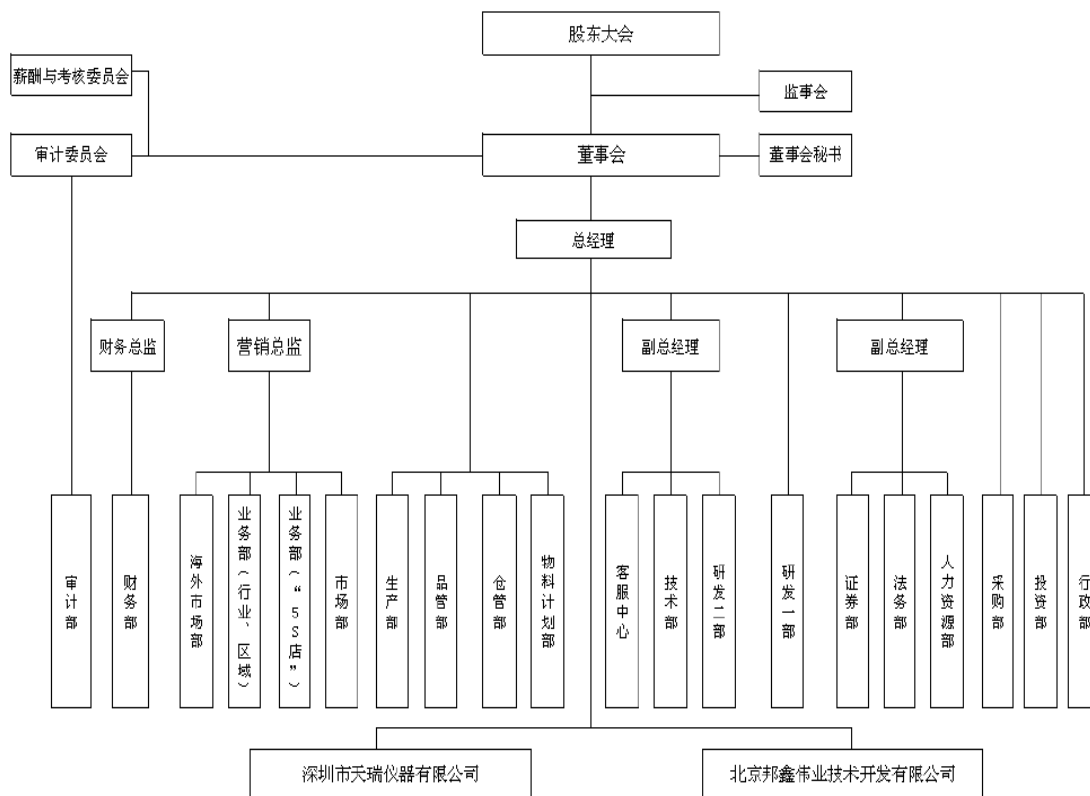 股东大会
薪酬与考核委员会
监事会
审计委员会
董事会
董事会秘书
总经理
财务总监
营销总监
副总经理
副总经理
审计部
财务部
海外市场部
业务部(行业、区域)
业务部(“5S店”)
市场部
生产部
品管部
仓管部
物料计划部
客服中心
技术部
研发二部
研发一部
证券部
法务部
人力资源部
采购部
投资部
行政部
深圳市天瑞仪器有限公司
北京邦鑫伟业技术开发有限公司